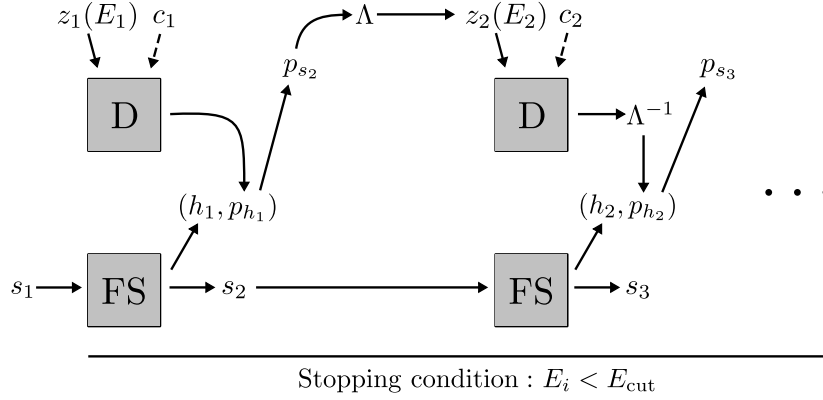 z₁(E₁) c₁ Λ z₂(E₂) c₂
p_{s₂} p_{s₃}
D D Λ⁻¹
(h₁, p_{h₁}) (h₂, p_{h₂}) · · ·
s₁ FS s₂ FS s₃
Stopping condition : E_i < E_cut